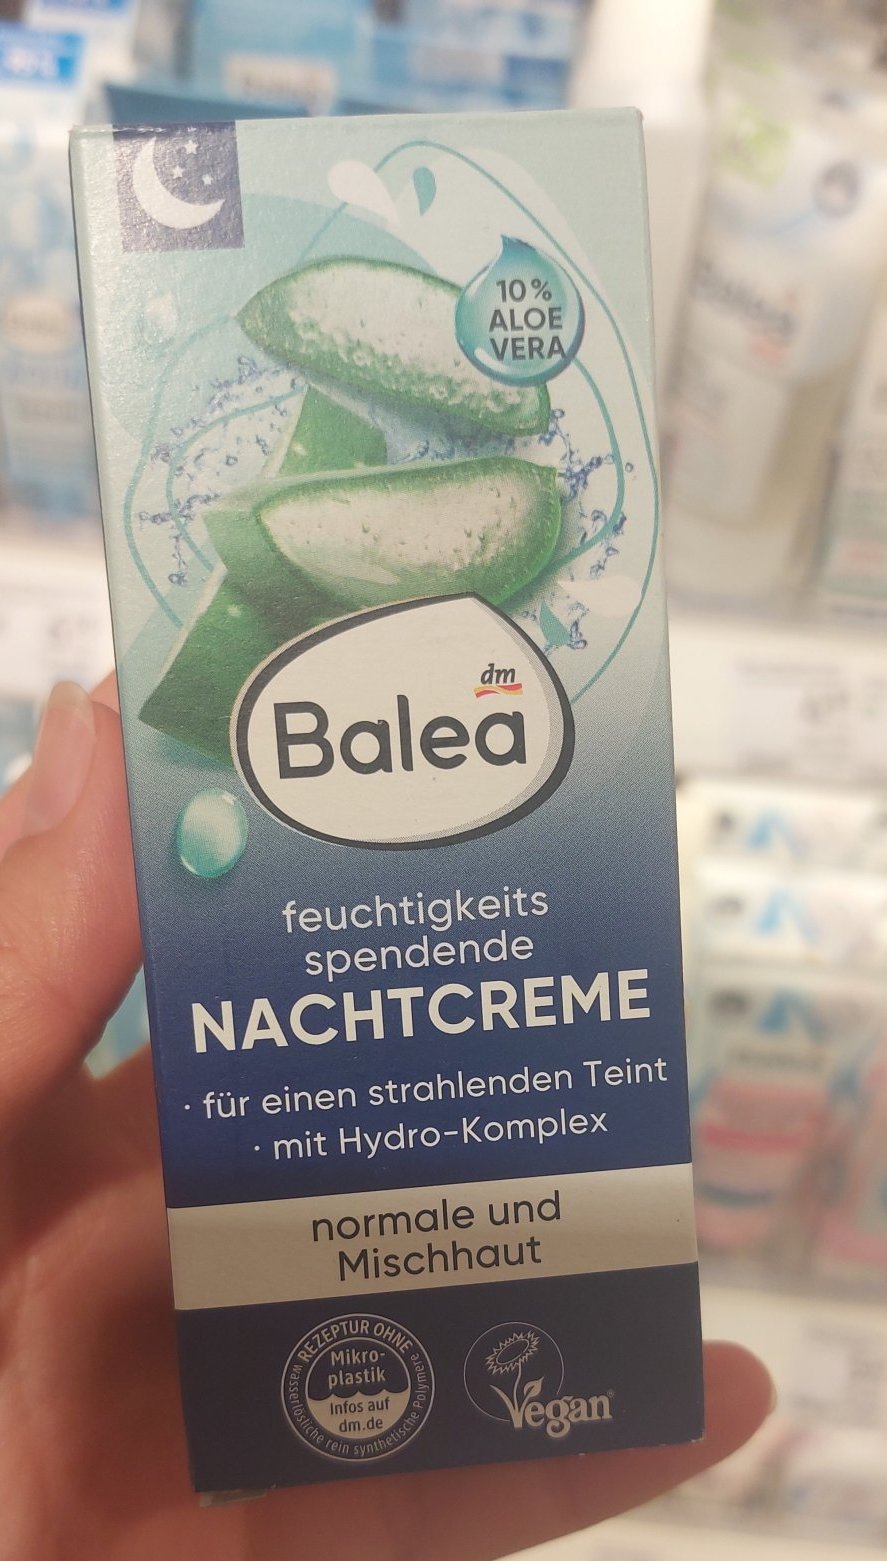 10%
ALOE
VERA
dm
Balea
feuchtigkeits
spendende
NACHTCREME
· für einen strahlenden Teint
· mit Hydro-Komplex
normale und
Mischhaut
REZEPTUR OHNE
Mikro-
plastik
Infos auf
dm.de
wasserlösliche rein synthetische Polymere
Vegan